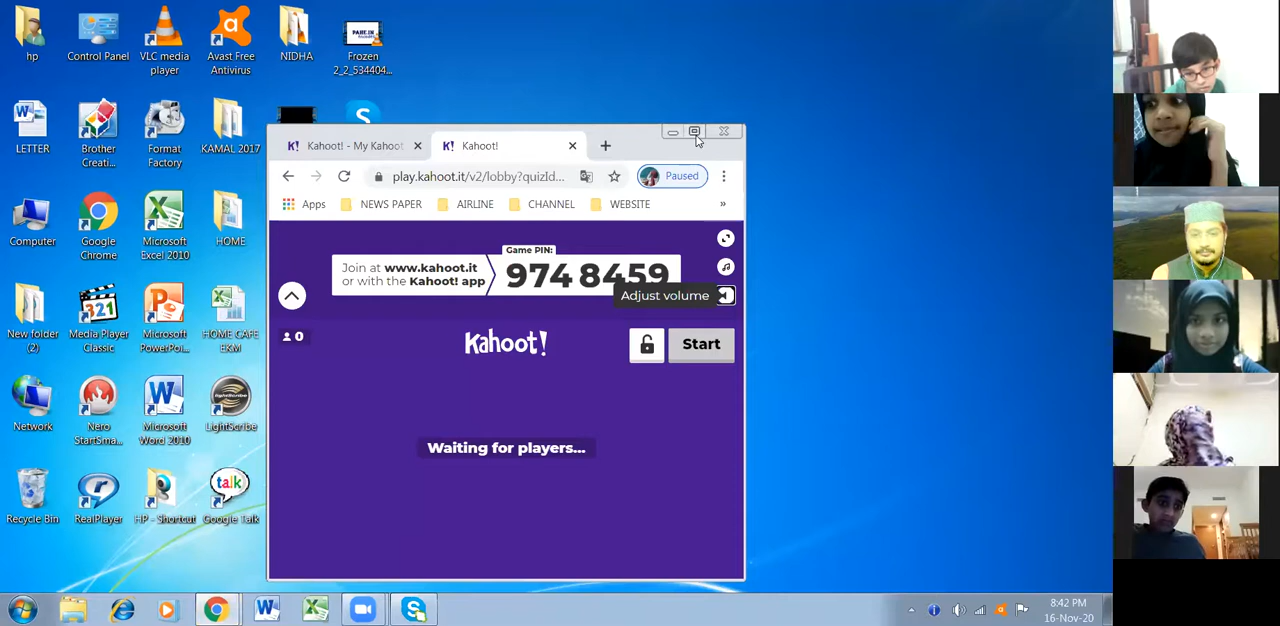 hp
Control Panel
VLC media
player
Avast Free
Antivirus
NIDHA
PAHE.IN
Frozen
2_2_534404...
LETTER
Brother
Creati...
Format
Factory
KAMAL 2017
Computer
Google
Chrome
Microsoft
Excel 2010
HOME
New folder
(2)
Media Player
Classic
Microsoft
PowerPoi...
HOME CAFE
EKM
Network
Nero
StartSma...
Microsoft
Word 2010
LightScribe
Recycle Bin
RealPlayer
HP - Shortcut
talk
Google Talk
K! Kahoot! - My Kahoot
K! Kahoot!
play.kahoot.it/v2/lobby?quizId...
Paused
Apps
NEWS PAPER
AIRLINE
CHANNEL
WEBSITE
»
Join at www.kahoot.it
or with the Kahoot! app
Game PIN:
974 8459
Adjust volume
0
Kahoot!
Start
Waiting for players...
8:42 PM
16-Nov-20